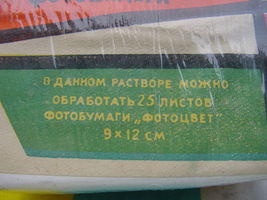 В ДАННОМ РАСТВОРЕ МОЖНО
ОБРАБОТАТЬ 25 ЛИСТОВ
ФОТОБУМАГИ „ФОТОЦВЕТ"
9×12 СМ